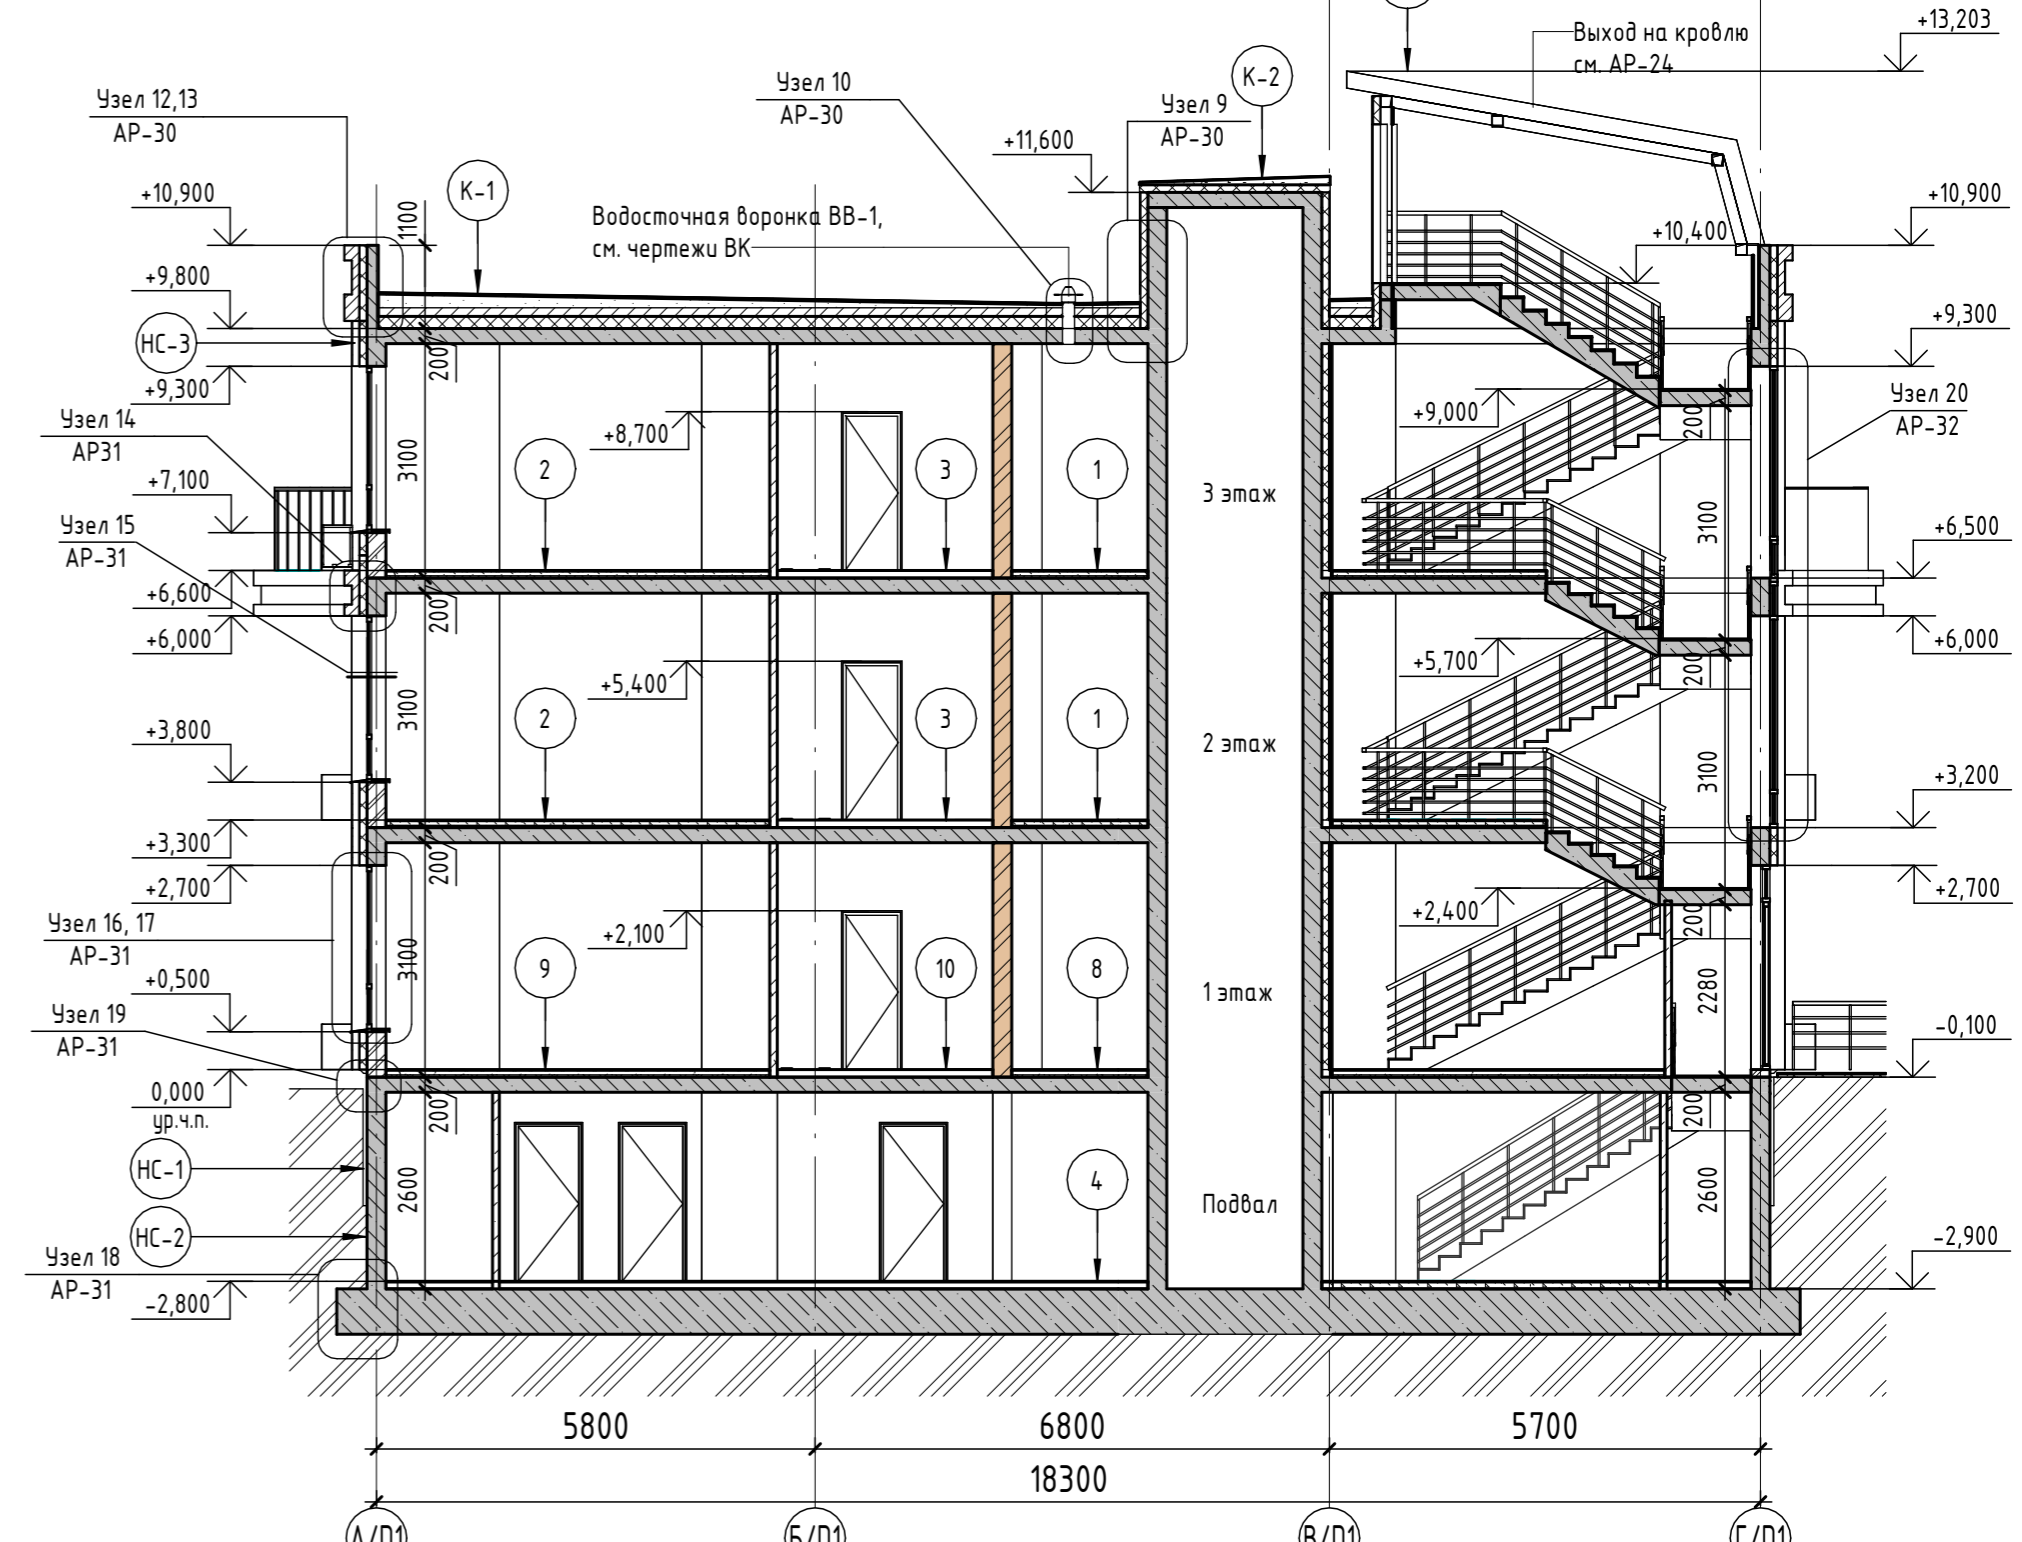 Выход на кровлю
см. АР-24
+13,203
Узел 12,13
АР-30
Узел 10
АР-30
К-2
Узел 9
АР-30
+11,600
К-1
Водосточная воронка ВВ-1,
см. чертежи ВК
+10,900
1100
+10,900
+10,400
+9,800
НС-3
+9,300
+9,300
200
Узел 14
АР31
3100
2
+8,700
3
1
3 этаж
+9,000
200
Узел 20
АР-32
+7,100
Узел 15
АР-31
3100
+6,500
+6,600
+6,000
200
+6,000
+5,400
+5,700
200
3100
2
3
1
2 этаж
3100
+3,800
+3,200
+3,300
+2,700
200
+2,700
Узел 16, 17
АР-31
+2,100
+2,400
200
3100
9
10
8
1 этаж
2280
+0,500
Узел 19
АР-31
-0,100
0,000
ур.ч.п.
200
200
НС-1
2600
4
Подвал
2600
НС-2
Узел 18
АР-31
-2,800
-2,900
5800
6800
5700
18300
А/D1
Б/D1
В/D1
Г/D1